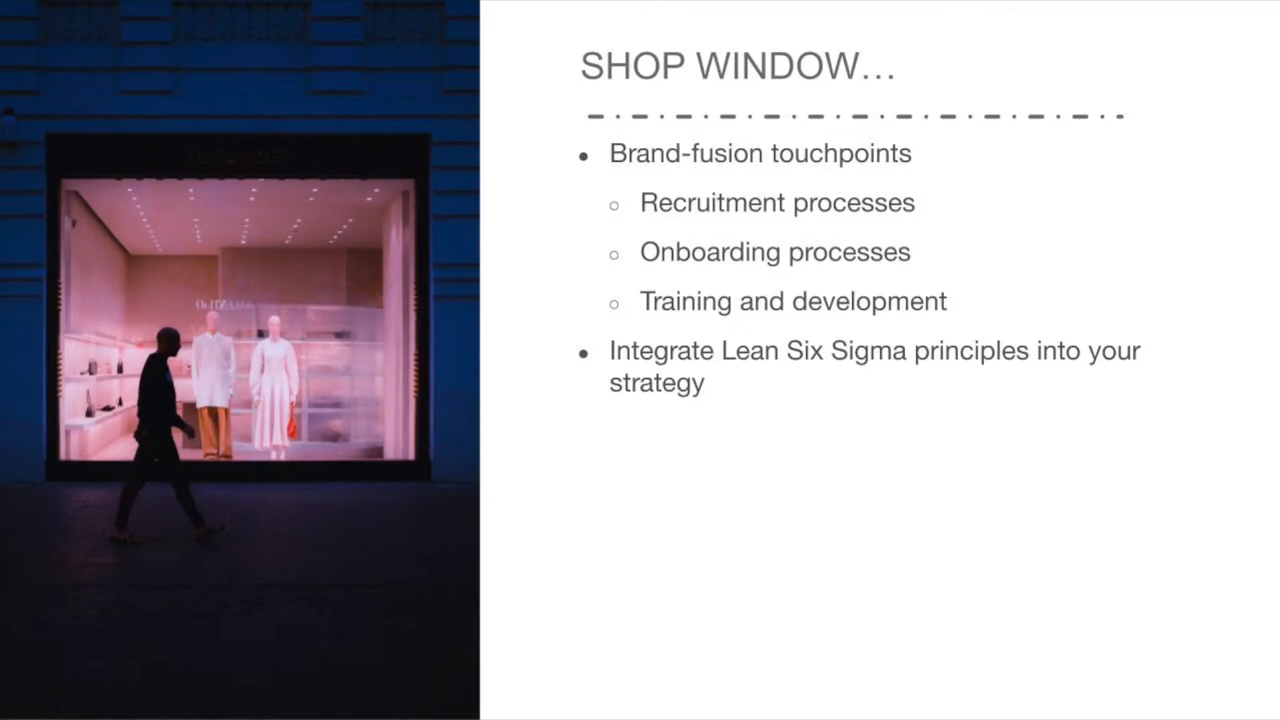 SHOP WINDOW...
• Brand-fusion touchpoints
○ Recruitment processes
○ Onboarding processes
○ Training and development
• Integrate Lean Six Sigma principles into your
strategy